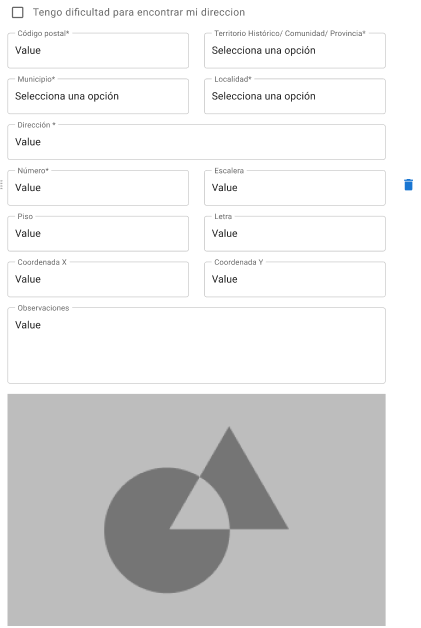 Tengo dificultad para encontrar mi direccion
Código postal*
Territorio Histórico/ Comunidad/ Provincia*
Value
Selecciona una opción
Municipio*
Localidad*
Selecciona una opción
Selecciona una opción
Dirección *
Value
Número*
Escalera
Value
Value
Piso
Letra
Value
Value
Coordenada X
Coordenada Y
Value
Value
Observaciones
Value